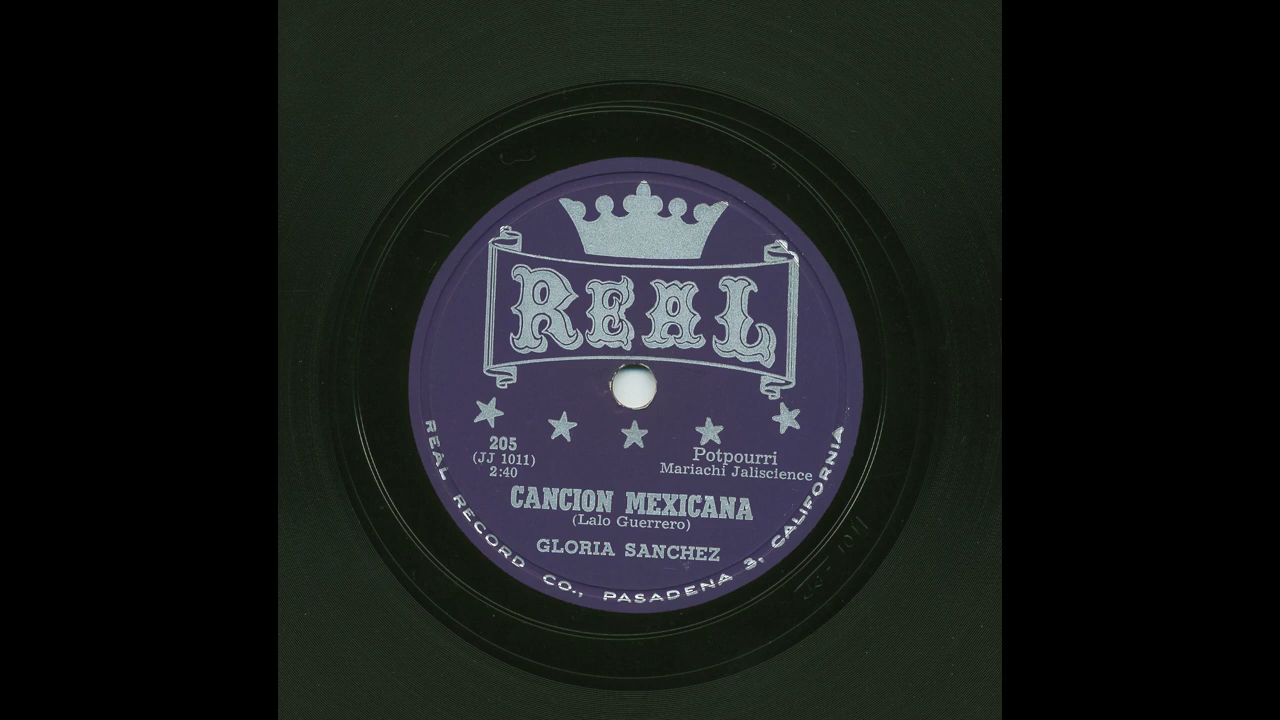 REAL
205
(JJ 1011)
2:40
Potpourri
Mariachi Jaliscience
CANCION MEXICANA
(Lalo Guerrero)
GLORIA SANCHEZ
REAL RECORD CO., PASADENA 3, CALIFORNIA